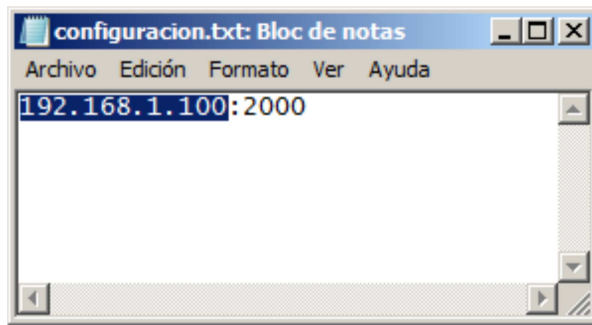 configuracion.txt: Bloc de notas
Archivo Edición Formato Ver Ayuda
192.168.1.100:2000